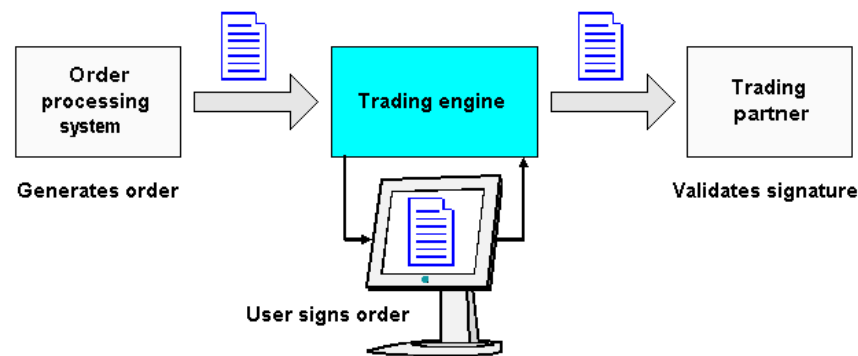 Order
processing
system
Trading engine
Trading
partner
Generates order
Validates signature
User signs order